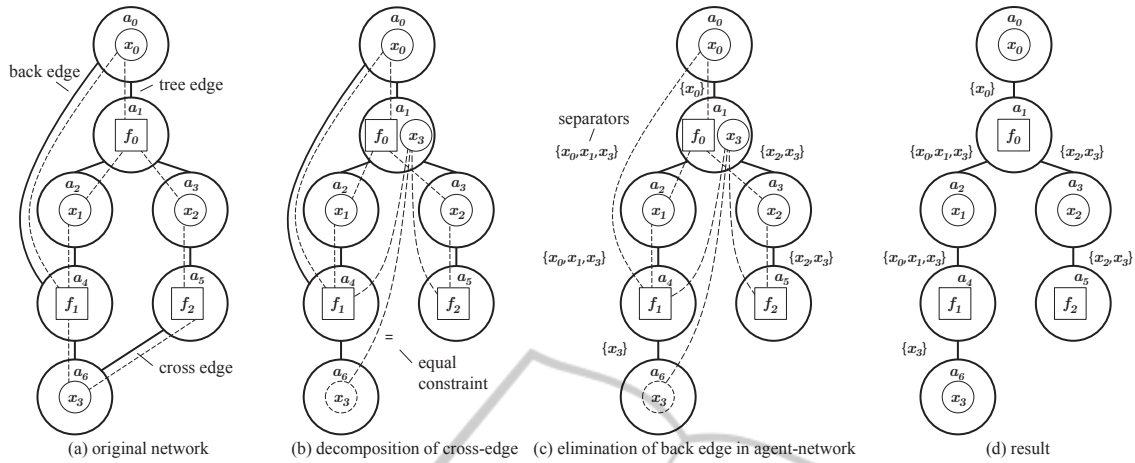 a0
x0
back edge
tree edge
a1
f0
a2
x1
a3
x2
a4
f1
a5
f2
cross edge
a6
x3
(a) original network
a0
x0
a1
f0
x3
a2
x1
a3
x2
a4
f1
a5
f2
=
equal
constraint
a6
x3
(b) decomposition of cross-edge
a0
x0
{x0}
a1
f0
x3
separators
{x0,x1,x3}
{x2,x3}
a2
x1
a3
x2
{x0,x1,x3}
{x2,x3}
a4
f1
a5
f2
{x3}
a6
x3
(c) elimination of back edge in agent-network
a0
x0
{x0}
a1
f0
{x0,x1,x3}
{x2,x3}
a2
x1
a3
x2
{x0,x1,x3}
{x2,x3}
a4
f1
a5
f2
{x3}
a6
x3
(d) result